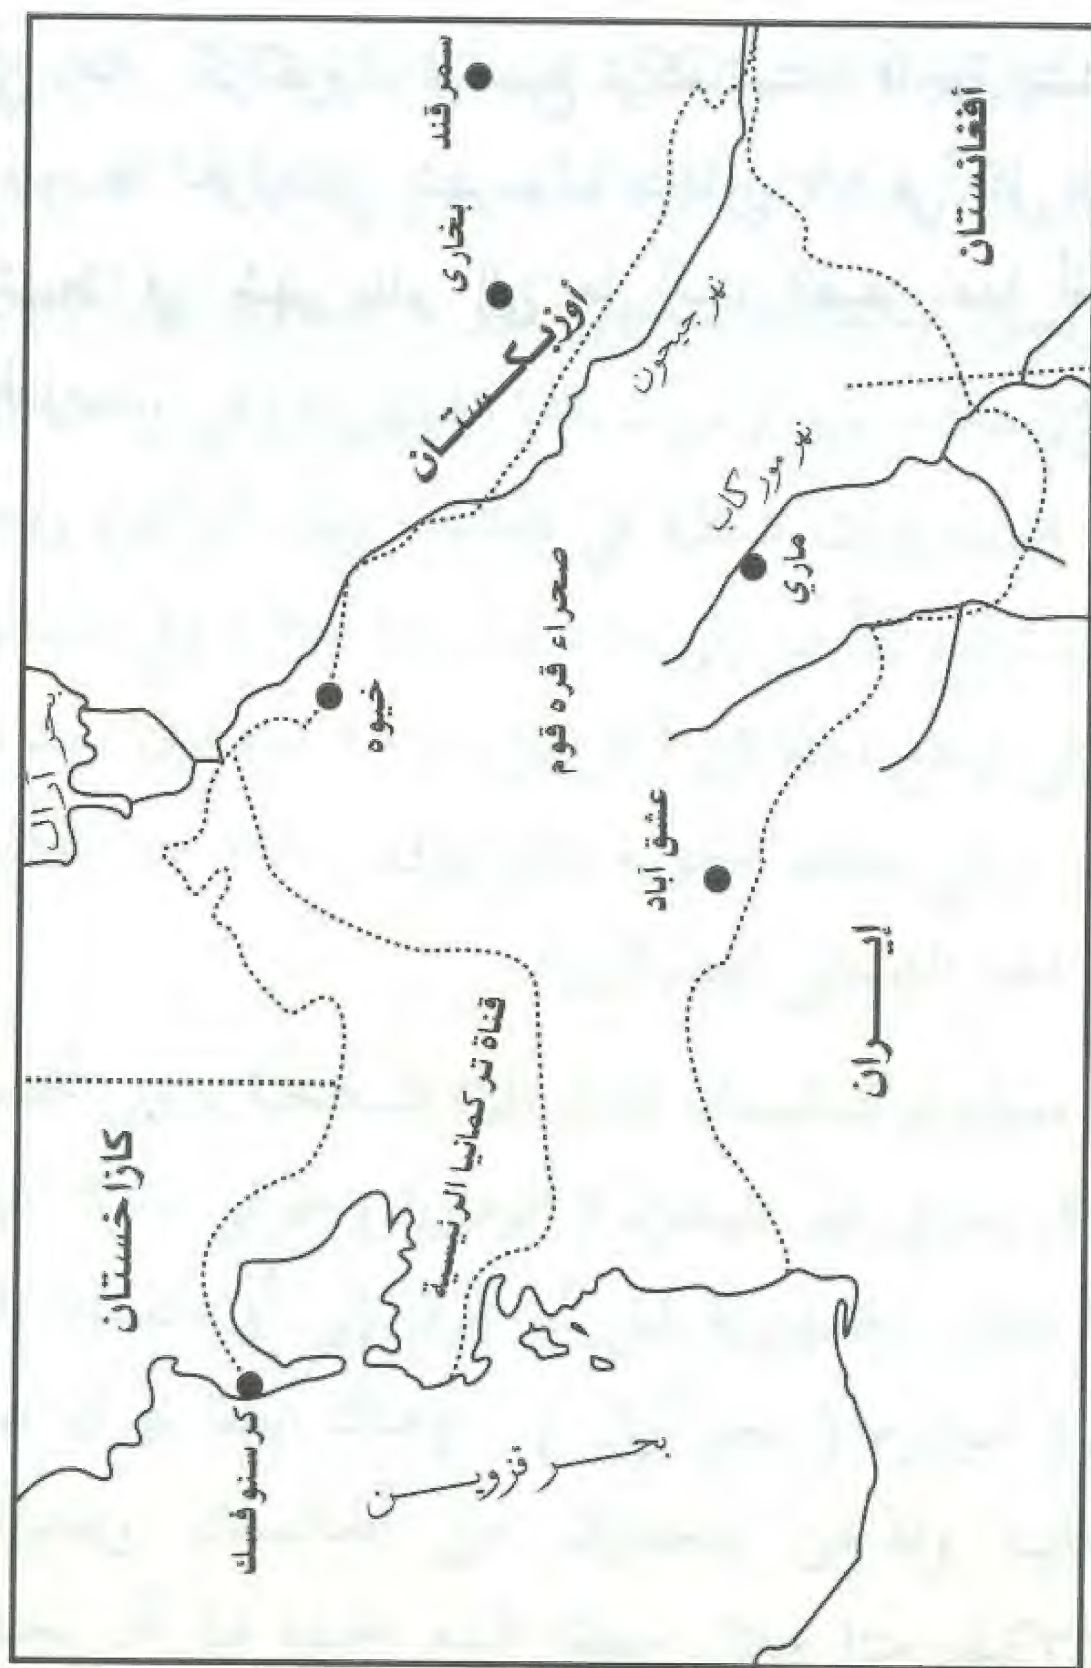 بحر آرال
كازاخستان
سمرقند
بخارى
أوزبكستان
خيوه
كرسنوفسك
نهر جيحون
صحراء قره قوم
قناة تركمانيا الرئيسية
بحر قزوين
نهر مورگاب
ماري
عشق آباد
أفغانستان
إيران